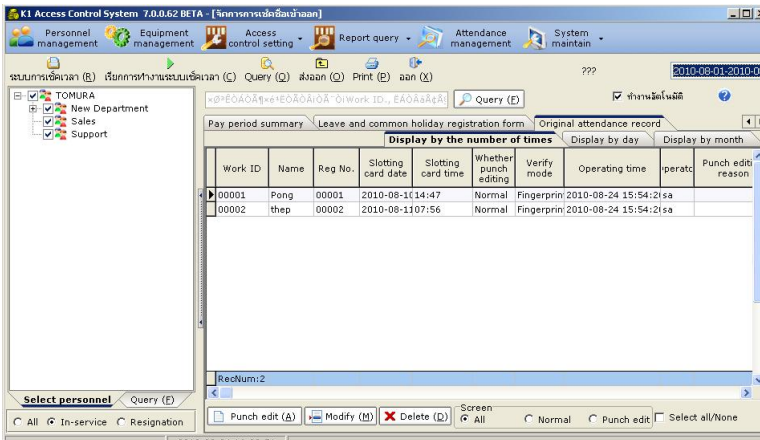 K1 Access Control System 7.0.0.62 BETA - [จัดการการเช็คชื่อเข้าออก]
Personnel management Equipment management Access control setting Report query Attendance management System maintain
ระบบการเช็คเวลา (R) เรียกการทำงานระบบเช็คเวลา (C) Query (Q) ส่งออก (O) Print (P) ออก (X) ??? 2010-08-01-2010-0
Query (F) ทำงานอัตโนมัติ
TOMURA
New Department
Sales
Support
Pay period summary Leave and common holiday registration form Original attendance record
Display by the number of times Display by day Display by month
Work ID Name Reg No. Slotting card date Slotting card time Whether punch editing Verify mode Operating time Punch editi reason
00001 Pong 00001 2010-08-10 14:47 Normal Fingerprin 2010-08-24 15:54:2 sa
00002 thep 00002 2010-08-11 07:56 Normal Fingerprin 2010-08-24 15:54:2 sa
RecNum:2
Select personnel Query (F)
All In-service Resignation
Punch edit (A) Modify (M) Delete (D) Screen All Normal Punch edit Select all/None